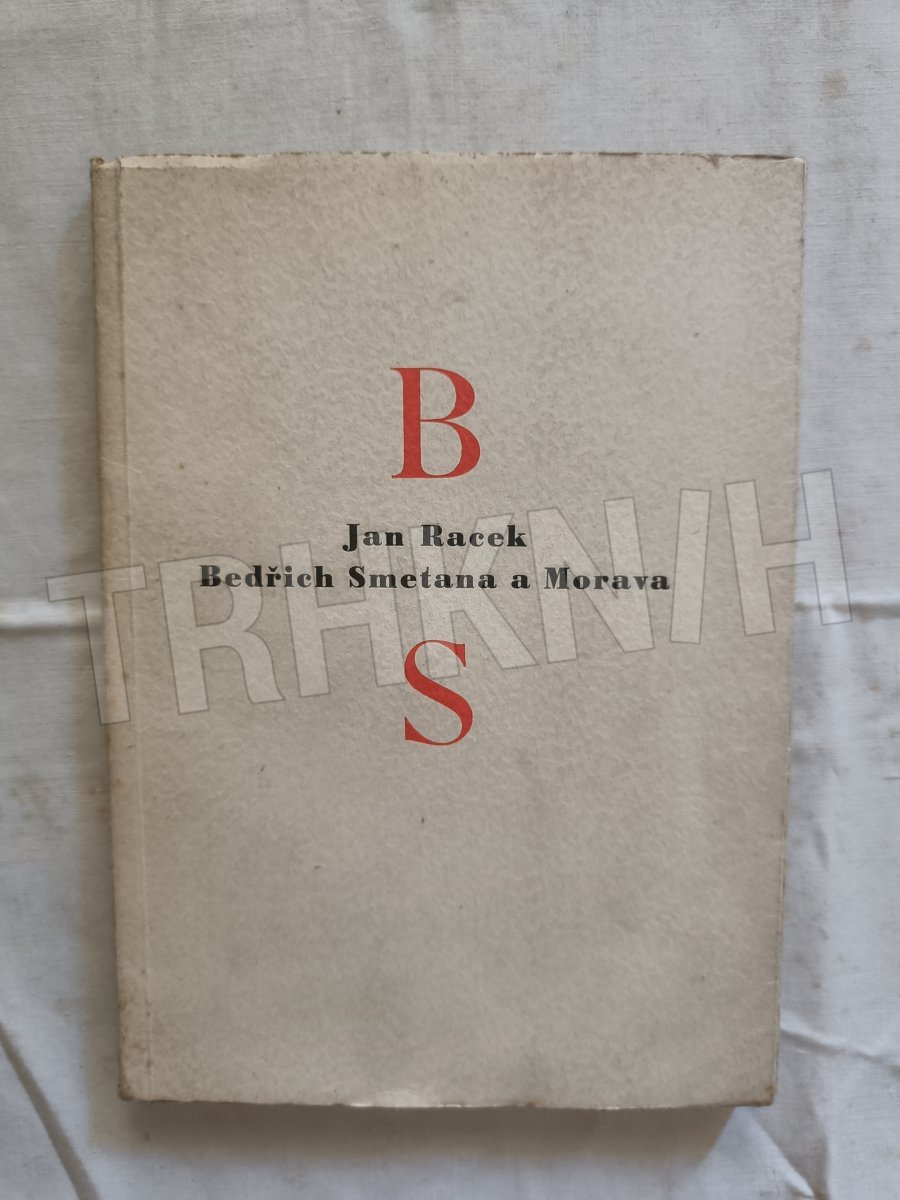 B
Jan Racek
Bedřich Smetana a Morava
S
TRHKNIH